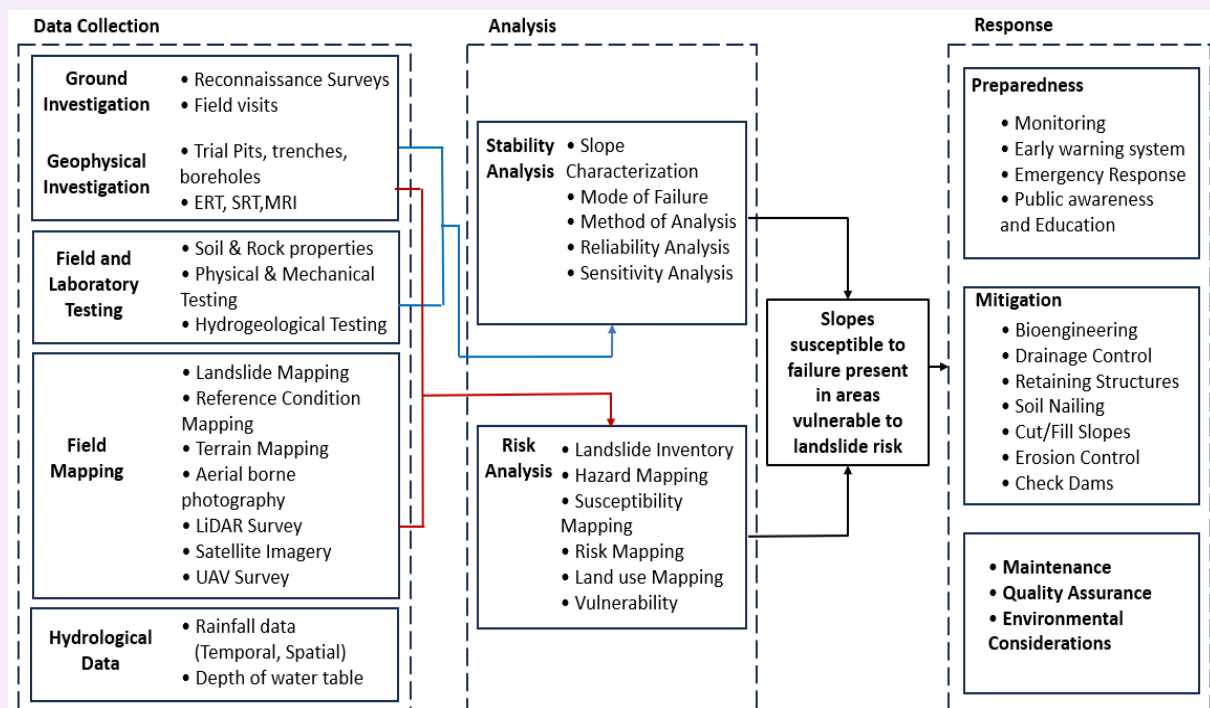 Data Collection
Ground
Investigation
• Reconnaissance Surveys
• Field visits
Geophysical
Investigation
• Trial Pits, trenches,
boreholes
• ERT, SRT,MRI
Field and
Laboratory
Testing
• Soil & Rock properties
• Physical & Mechanical
Testing
• Hydrogeological Testing
Field
Mapping
• Landslide Mapping
• Reference Condition
Mapping
• Terrain Mapping
• Aerial borne
photography
• LiDAR Survey
• Satellite Imagery
• UAV Survey
Hydrological
Data
• Rainfall data
(Temporal, Spatial)
• Depth of water table
Analysis
Stability
Analysis
• Slope
Characterization
• Mode of Failure
• Method of Analysis
• Reliability Analysis
• Sensitivity Analysis
Risk
Analysis
• Landslide Inventory
• Hazard Mapping
• Susceptibility
Mapping
• Risk Mapping
• Land use Mapping
• Vulnerability
Slopes
susceptible to
failure present
in areas
vulnerable to
landslide risk
Response
Preparedness
• Monitoring
• Early warning system
• Emergency Response
• Public awareness
and Education
Mitigation
• Bioengineering
• Drainage Control
• Retaining Structures
• Soil Nailing
• Cut/Fill Slopes
• Erosion Control
• Check Dams
• Maintenance
• Quality Assurance
• Environmental
Considerations